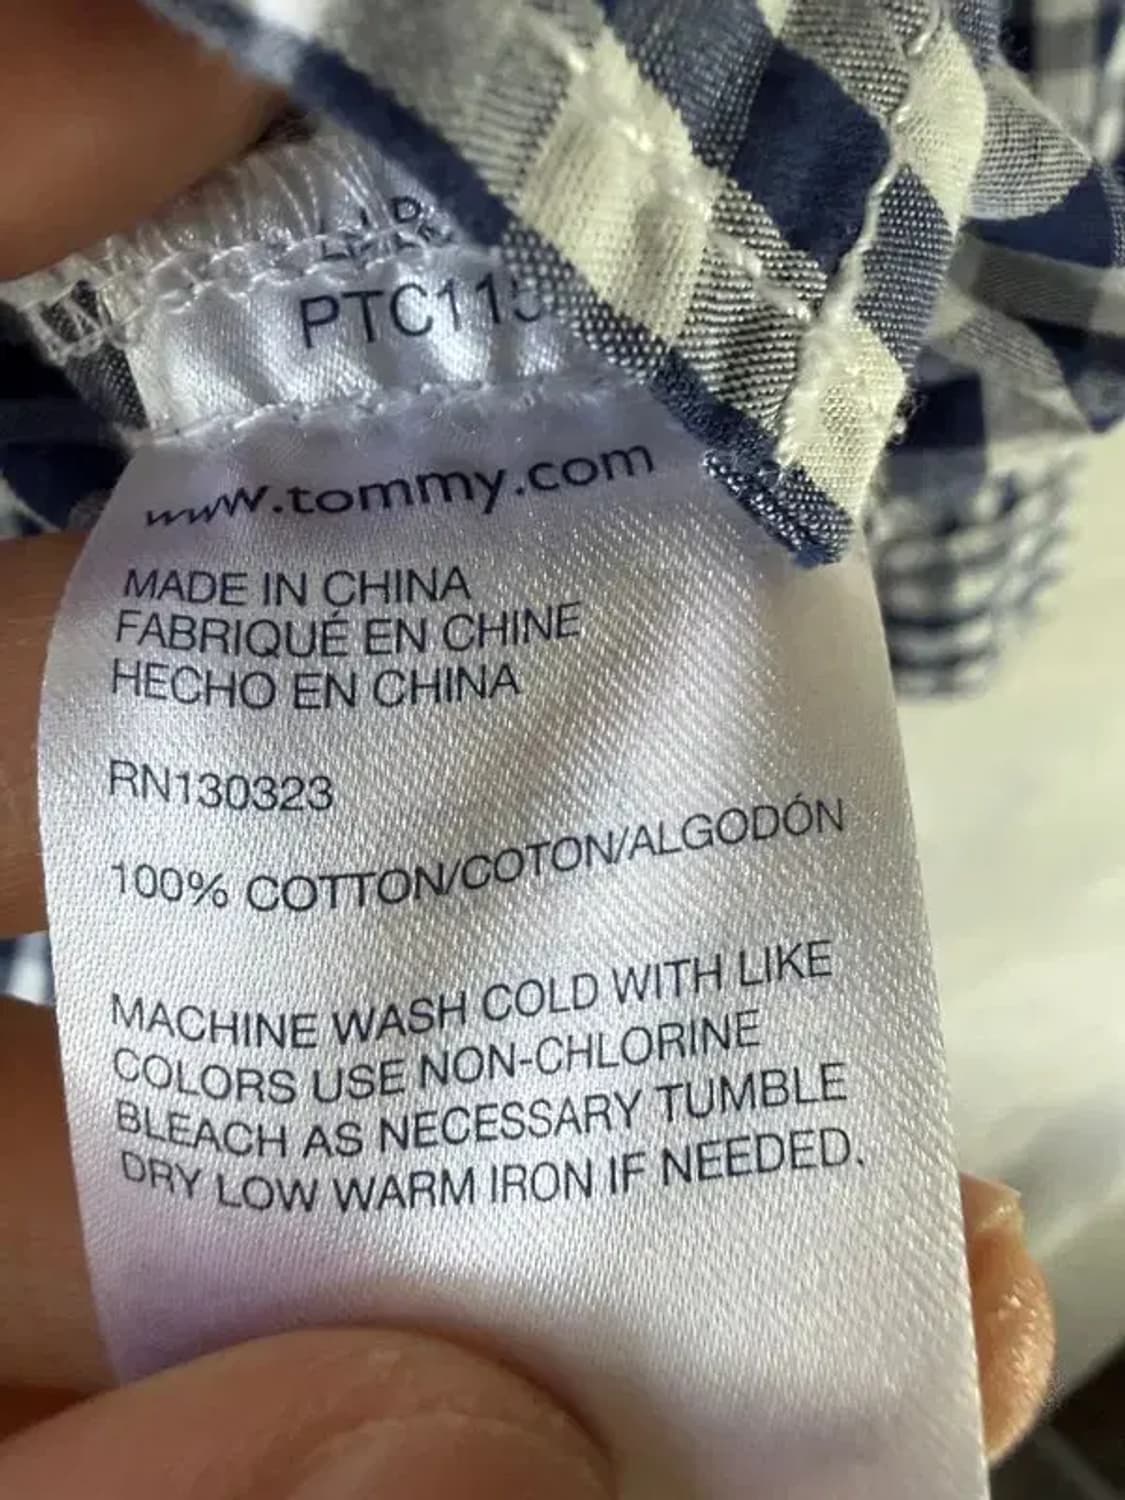 PTC115
www.tommy.com
MADE IN CHINA
FABRIQUÉ EN CHINE
HECHO EN CHINA
RN130323
100% COTTON/COTON/ALGODÓN
MACHINE WASH COLD WITH LIKE
COLORS USE NON-CHLORINE
BLEACH AS NECESSARY TUMBLE
DRY LOW WARM IRON IF NEEDED.